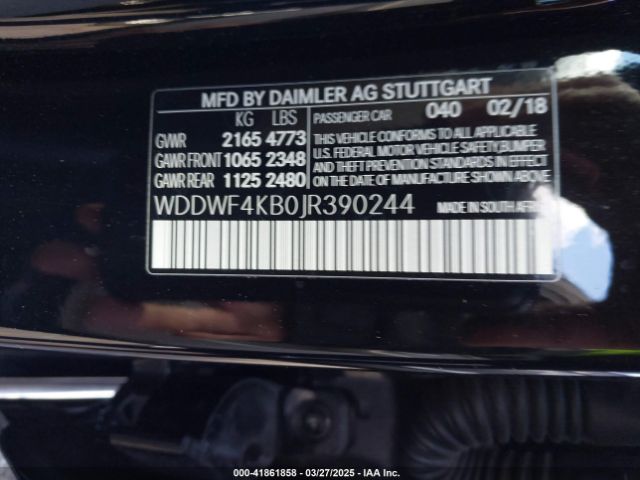 MFD BY DAIMLER AG STUTTGART
KG LBS PASSENGER CAR 040 02/18
GVWR 2165 4773 THIS VEHICLE CONFORMS TO ALL APPLICABLE
GAWR FRONT 1065 2348 U.S. FEDERAL MOTOR VEHICLE SAFETY, BUMPER
GAWR REAR 1125 2480 AND THEFT PREVENTION STANDARDS IN EFFECT
ON THE DATE OF MANUFACTURE SHOWN ABOVE
WDDWF4KB0JR390244 MADE IN SOUTH AFRICA
000-41861858 — 03/27/2025 — IAA Inc.